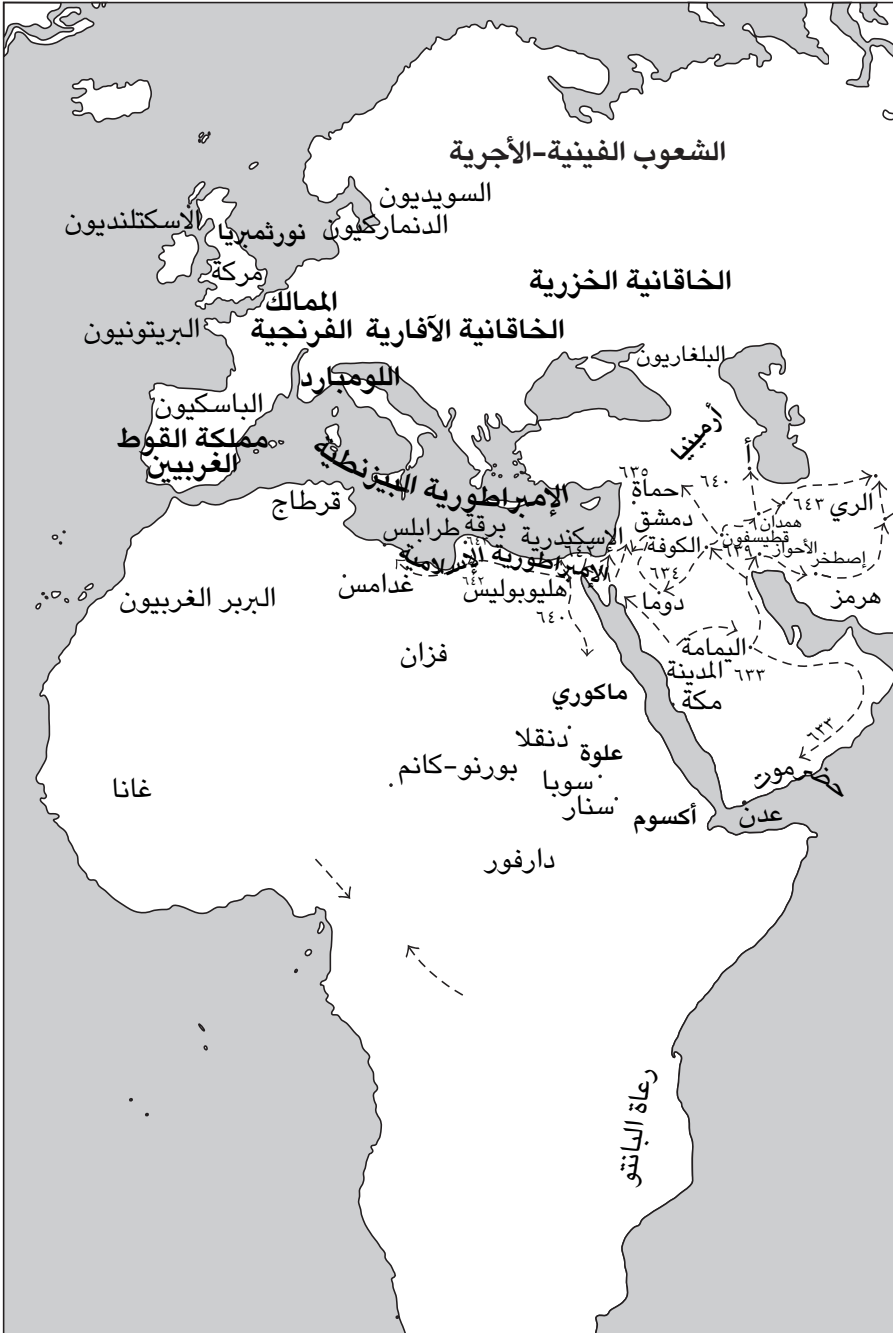 الشعوب الفينية-الأجرية
السويديون
الاسكتلنديون
نورثمبريا
الدنماركيون
مركة
الخاقانية الخزرية
الممالك
الفرنجية
الخاقانية الآفارية
البريتونيون
البلغاريون
اللومبارد
الباسكيون
مملكة القوط
الغربيين
أرمينيا
الإمبراطورية البيزنطية
أ
٦٣٥
حماة
٦٤٠
الري
٦٤٣
قرطاج
طرابلس
برقة
الإسكندرية
دمشق
همدان
قطيسفون
الكوفة
٦٣٩
الأحواز
إصطخر
٦٤٢
الإمبراطورية الإسلامية
غدامس
٦٤٢
هليوبوليس
٦٣٤
دوما
هرمز
البربر الغربيون
٦٤٠
فزان
اليمامة
المدينة
٦٣٣
مكة
ماكوري
دنقلا
علوة
٦٣٣
حضرموت
بورنو-كانم
سوبا
غانا
سنار
أكسوم
عدن
دارفور
رعاة البانتو